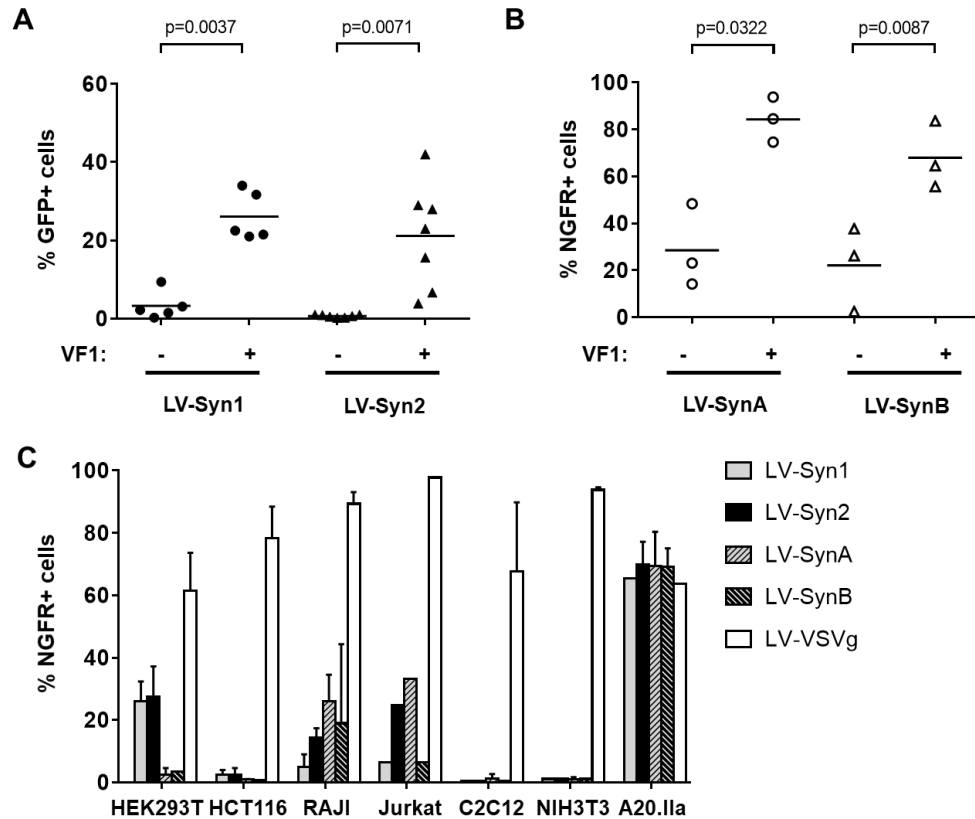 A
p=0.0037 p=0.0071
60
40
20
0
% GFP+ cells
VF1: - + - +
LV-Syn1 LV-Syn2
B
p=0.0322 p=0.0087
100
80
60
40
20
0
% NGFR+ cells
VF1: - + - +
LV-SynA LV-SynB
C
100
80
60
40
20
0
% NGFR+ cells
HEK293T HCT116 RAJI Jurkat C2C12 NIH3T3 A20.IIa
LV-Syn1
LV-Syn2
LV-SynA
LV-SynB
LV-VSVg